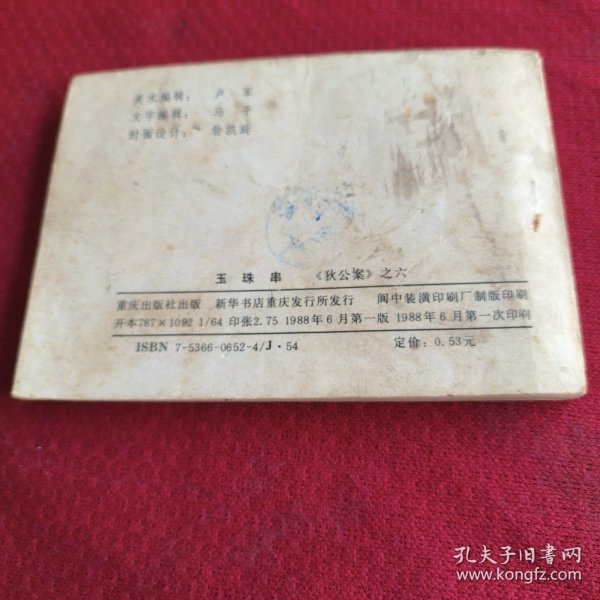 美术编辑: 卢 军
文字编辑: 马 平
封面设计: 詹凯旋
玉 珠 串 《狄公案》之六
重庆出版社出版 新华书店重庆发行所发行 阆中装潢印刷厂制版印刷
开本787×1092 1/64 印张2.75 1988年6月第一版 1988年6月第一次印刷
ISBN 7-5366-0652-4/J·54 定价: 0.53元
孔夫子旧书网
www.kongfz.com